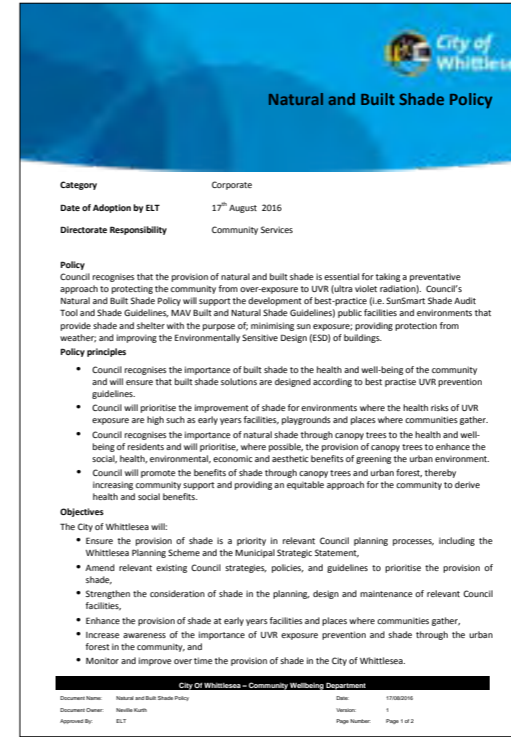 City of
Whittlesea
Natural and Built Shade Policy
Category Corporate
Date of Adoption by ELT 17th August 2016
Directorate Responsibility Community Services
Policy
Council recognises that the provision of natural and built shade is essential for taking a preventative
approach to protecting the community from over-exposure to UVR (ultra violet radiation). Council's
Natural and Built Shade Policy will support the development of best-practice (i.e. SunSmart Shade Audit
Tool and Shade Guidelines, MAV Built and Natural Shade Guidelines) public facilities and environments that
provide shade and shelter with the purpose of; minimising sun exposure; providing protection from
weather; and improving the Environmentally Sensitive Design (ESD) of buildings.
Policy principles
• Council recognises the importance of built shade to the health and well-being of the community
and will ensure that built shade solutions are designed according to best practise UVR prevention
guidelines.
• Council will prioritise the improvement of shade for environments where the health risks of UVR
exposure are high such as early years facilities, playgrounds and places where communities gather.
• Council recognises the importance of natural shade through canopy trees to the health and well-
being of residents and will prioritise, where possible, the provision of canopy trees to enhance the
social, health, environmental, economic and aesthetic benefits of greening the urban environment.
• Council will promote the benefits of shade through canopy trees and urban forest, thereby
increasing community support and providing an equitable approach for the community to derive
health and social benefits.
Objectives
The City of Whittlesea will:
• Ensure the provision of shade is a priority in relevant Council planning processes, including the
Whittlesea Planning Scheme and the Municipal Strategic Statement,
• Amend relevant existing Council strategies, policies, and guidelines to prioritise the provision of
shade,
• Strengthen the consideration of shade in the planning, design and maintenance of relevant Council
facilities,
• Enhance the provision of shade at early years facilities and places where communities gather,
• Increase awareness of the importance of UVR exposure prevention and shade through the urban
forest in the community, and
• Monitor and improve over time the provision of shade in the City of Whittlesea.
City Of Whittlesea – Community Wellbeing Department
Document Name: Natural and Built Shade Policy Date: 17/08/2016
Document Owner: Neville Kurth Version: 1
Approved By: ELT Page Number: Page 1 of 2